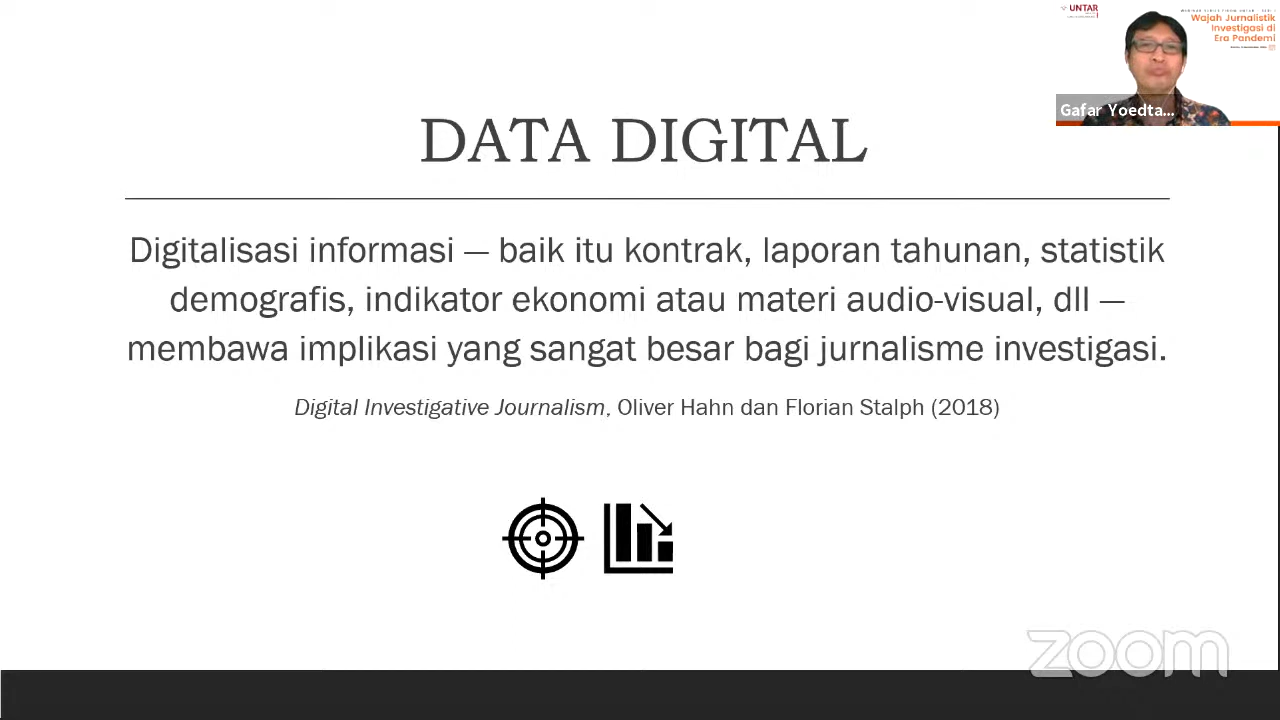 UNTAR
Wajah Jurnalistik
Investigasi di
Era Pandemi
Gafar Yoedta...
DATA DIGITAL
Digitalisasi informasi — baik itu kontrak, laporan tahunan, statistik
demografis, indikator ekonomi atau materi audio-visual, dll —
membawa implikasi yang sangat besar bagi jurnalisme investigasi.
Digital Investigative Journalism, Oliver Hahn dan Florian Stalph (2018)
zoom